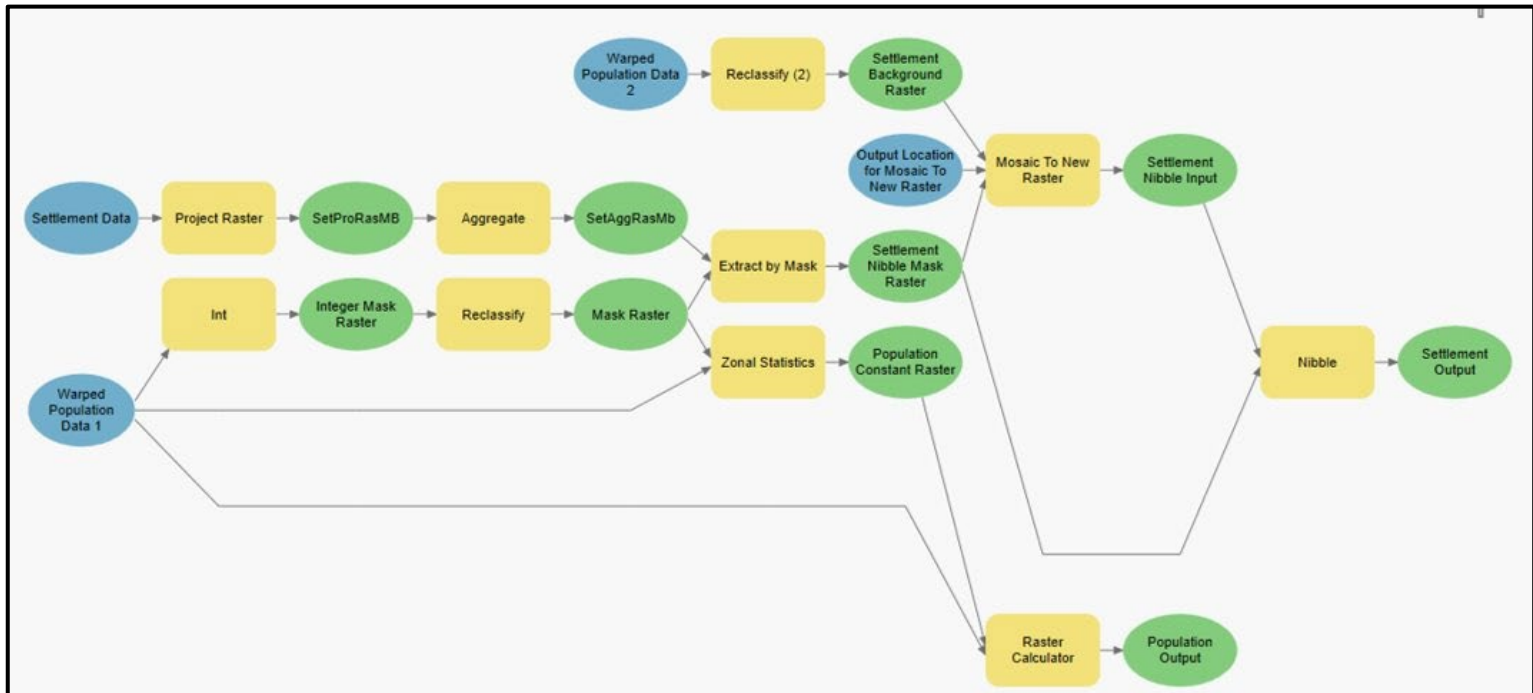 Warped
Population Data
2
Reclassify (2)
Settlement
Background
Raster
Output Location
for Mosaic To
New Raster
Mosaic To New
Raster
Settlement
Nibble Input
Settlement Data
Project Raster
SetProRasMB
Aggregate
SetAggRasMb
Extract by Mask
Settlement
Nibble Mask
Raster
Int
Integer Mask
Raster
Reclassify
Mask Raster
Zonal Statistics
Population
Constant Raster
Nibble
Settlement
Output
Warped
Population
Data 1
Raster
Calculator
Population
Output